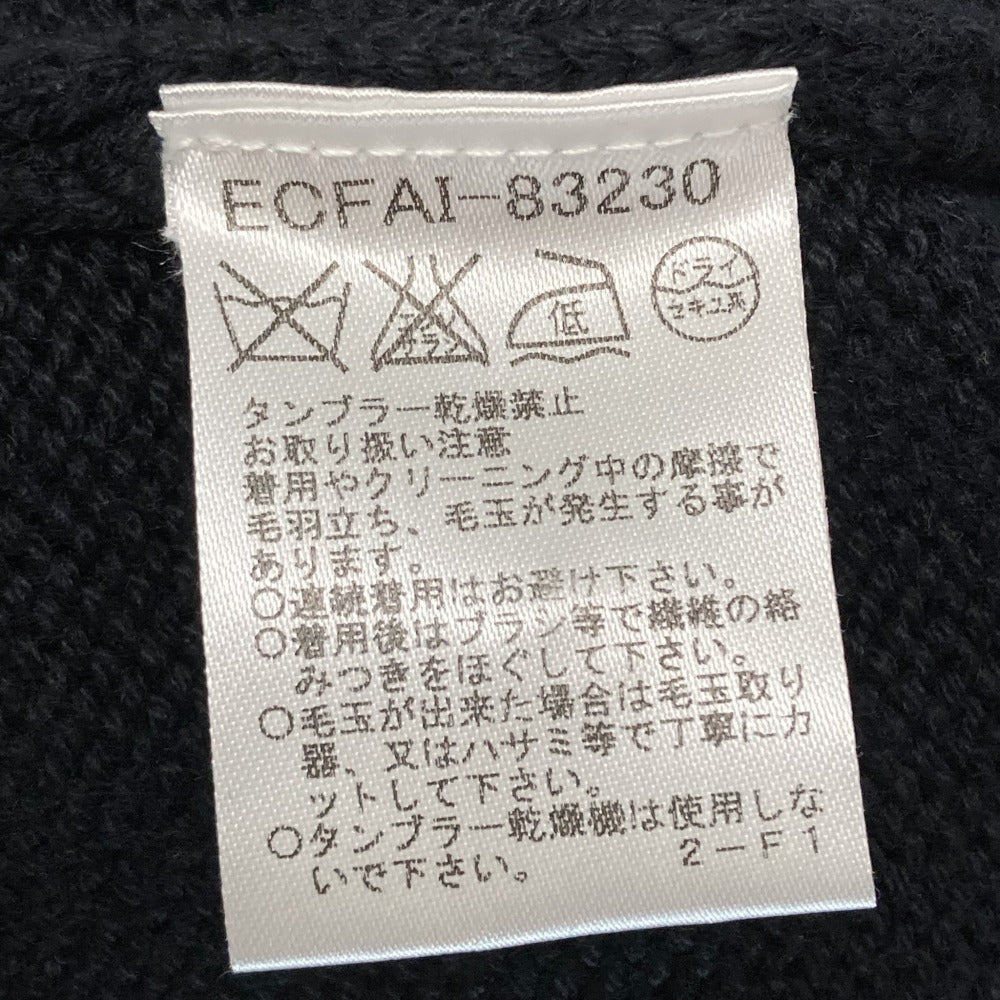 ECFAI-83230
エンソ
サラシ
低
ドライ
セキユ系
タンブラー乾燥禁止
お取り扱い注意
着用やクリーニング中の摩擦で
毛羽立ち、毛玉が発生する事が
あります。
○連続着用はお避け下さい。
○着用後はブラシ等で繊維の絡
みつきをほぐして下さい。
○毛玉が出来た場合は毛玉取り
器、又はハサミ等で丁寧にカ
ットして下さい。
○タンブラー乾燥機は使用しな
いで下さい。
2-F1